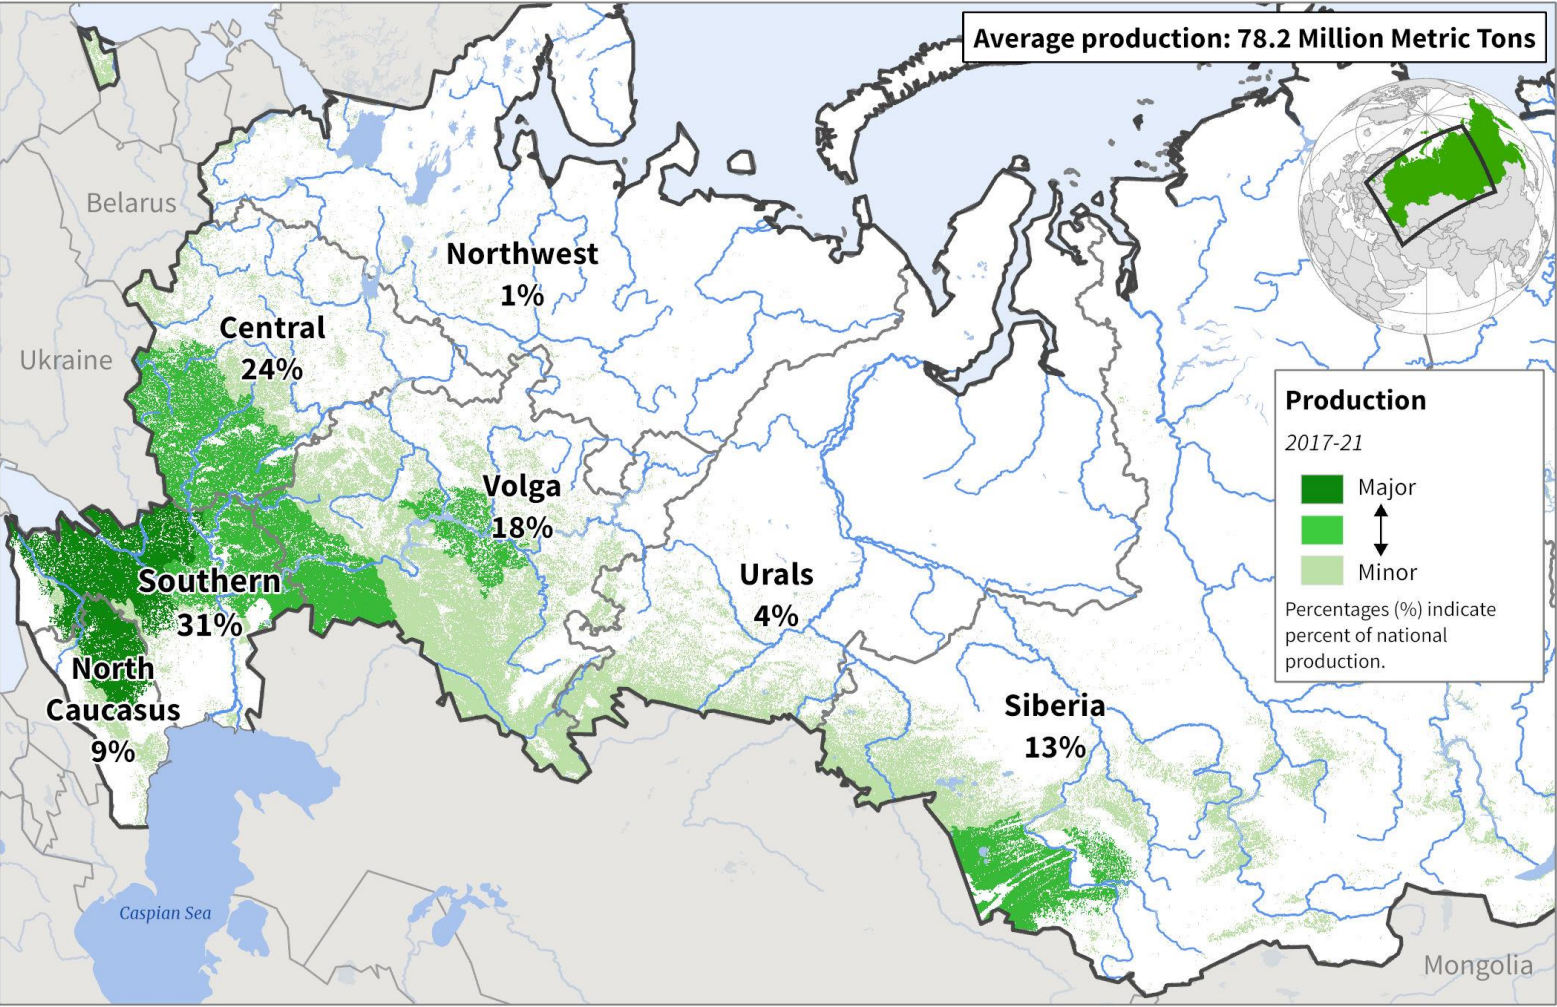 Average production: 78.2 Million Metric Tons
Belarus
Northwest
1%
Central
24%
Ukraine
Production
2017-21
Major
Minor
Percentages (%) indicate
percent of national
production.
Volga
18%
Southern
31%
Urals
4%
North
Caucasus
9%
Siberia
13%
Caspian Sea
Mongolia